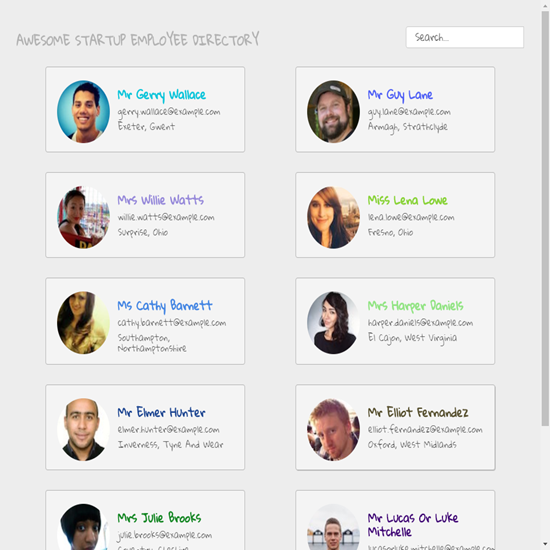 AWESOME STARTUP EMPLOYEE DIRECTORY
Search...
Mr Gerry Wallace
gerry.wallace@example.com
Exeter, Gwent
Mr Guy Lane
guy.lane@example.com
Armagh, Strathclyde
Mrs Willie Watts
willie.watts@example.com
Surprise, Ohio
Miss Lena Lowe
lena.lowe@example.com
Fresno, Ohio
Ms Cathy Barnett
cathy.barnett@example.com
Southampton,
Northamptonshire
Mrs Harper Daniels
harper.daniels@example.com
El Cajon, West Virginia
Mr Elmer Hunter
elmer.hunter@example.com
Inverness, Tyne And Wear
Mr Elliot Fernandez
elliot.fernandez@example.com
Oxford, West Midlands
Mrs Julie Brooks
julie.brooks@example.com
Mr Lucas Or Luke
Mitchelle
lucasorluke.mitchelle@example.com